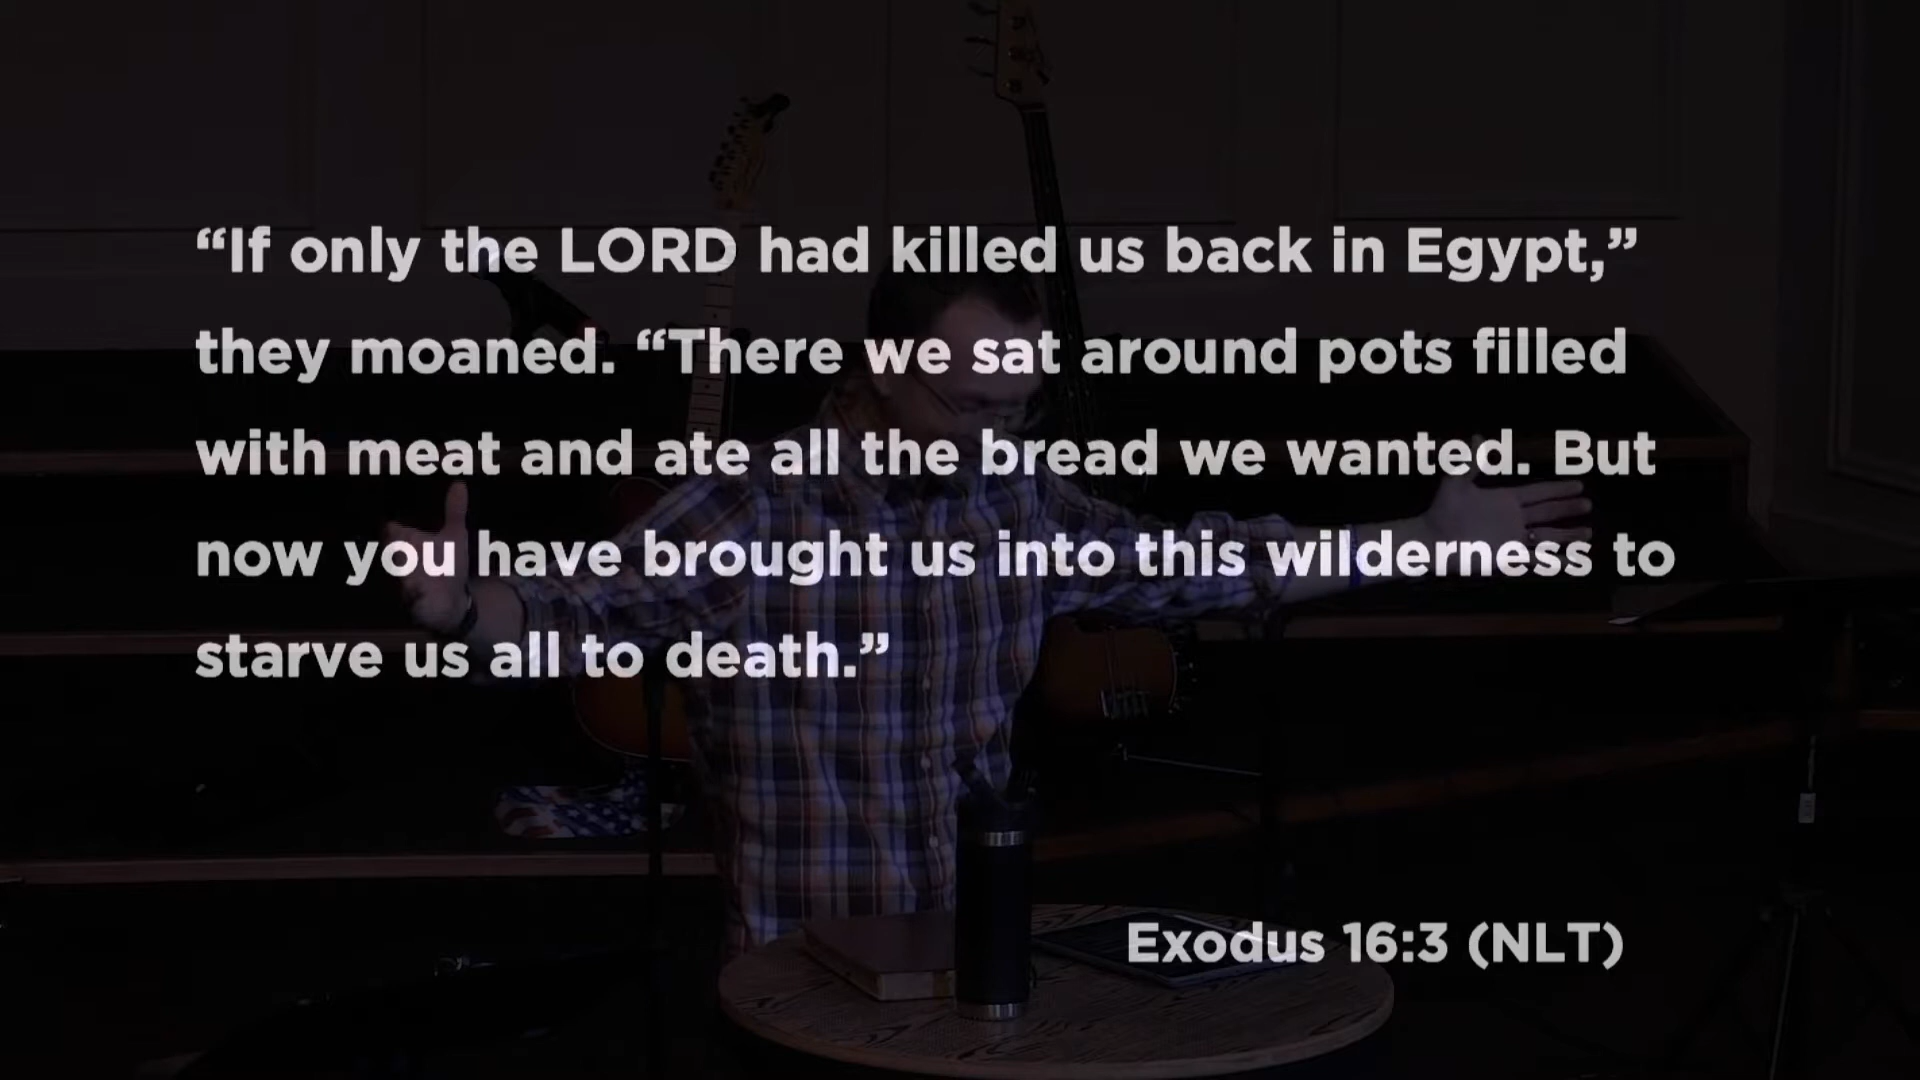 “If only the LORD had killed us back in Egypt,”
they moaned. “There we sat around pots filled
with meat and ate all the bread we wanted. But
now you have brought us into this wilderness to
starve us all to death.”
Exodus 16:3 (NLT)